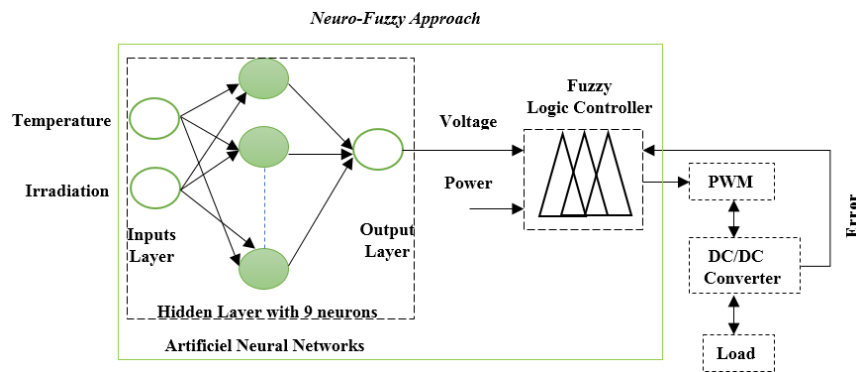 Neuro-Fuzzy Approach
Temperature
Irradiation
Inputs
Layer
Hidden Layer with 9 neurons
Output
Layer
Artificiel Neural Networks
Voltage
Power
Fuzzy
Logic Controller
PWM
DC/DC
Converter
Load
Error